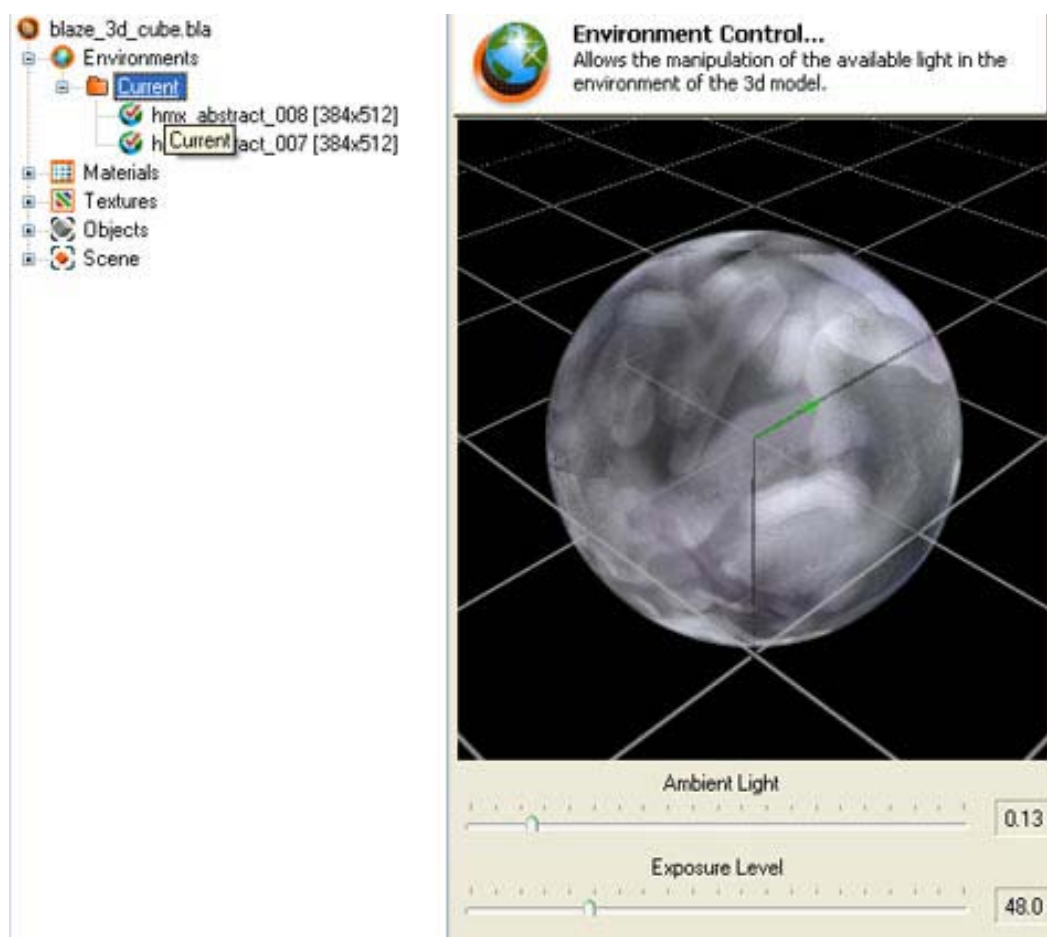 blaze_3d_cube.bla
Environments
Current
hmx_abstract_008 [384x512]
Current
tact_007 [384x512]
Materials
Textures
Objects
Scene
Environment Control...
Allows the manipulation of the available light in the
environment of the 3d model.
Ambient Light
0.13
Exposure Level
48.0